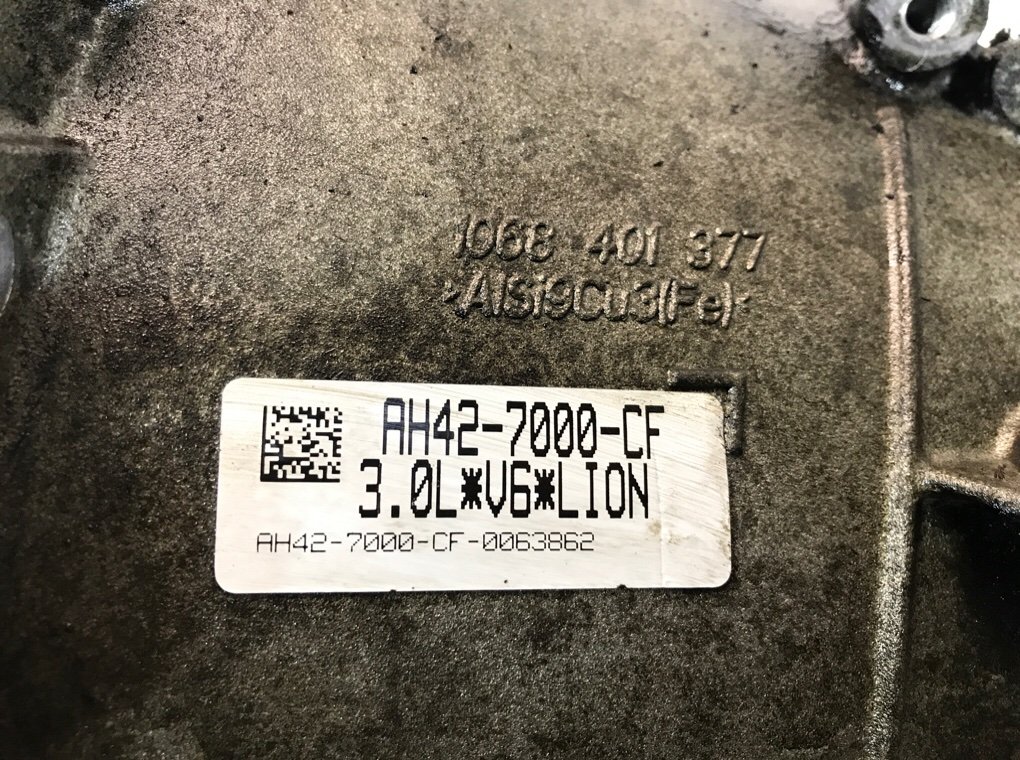 1068 401 377
>AlSi9Cu3(Fe)<
AH42-7000-CF
3.0L*V6*LION
AH42-7000-CF-0063862